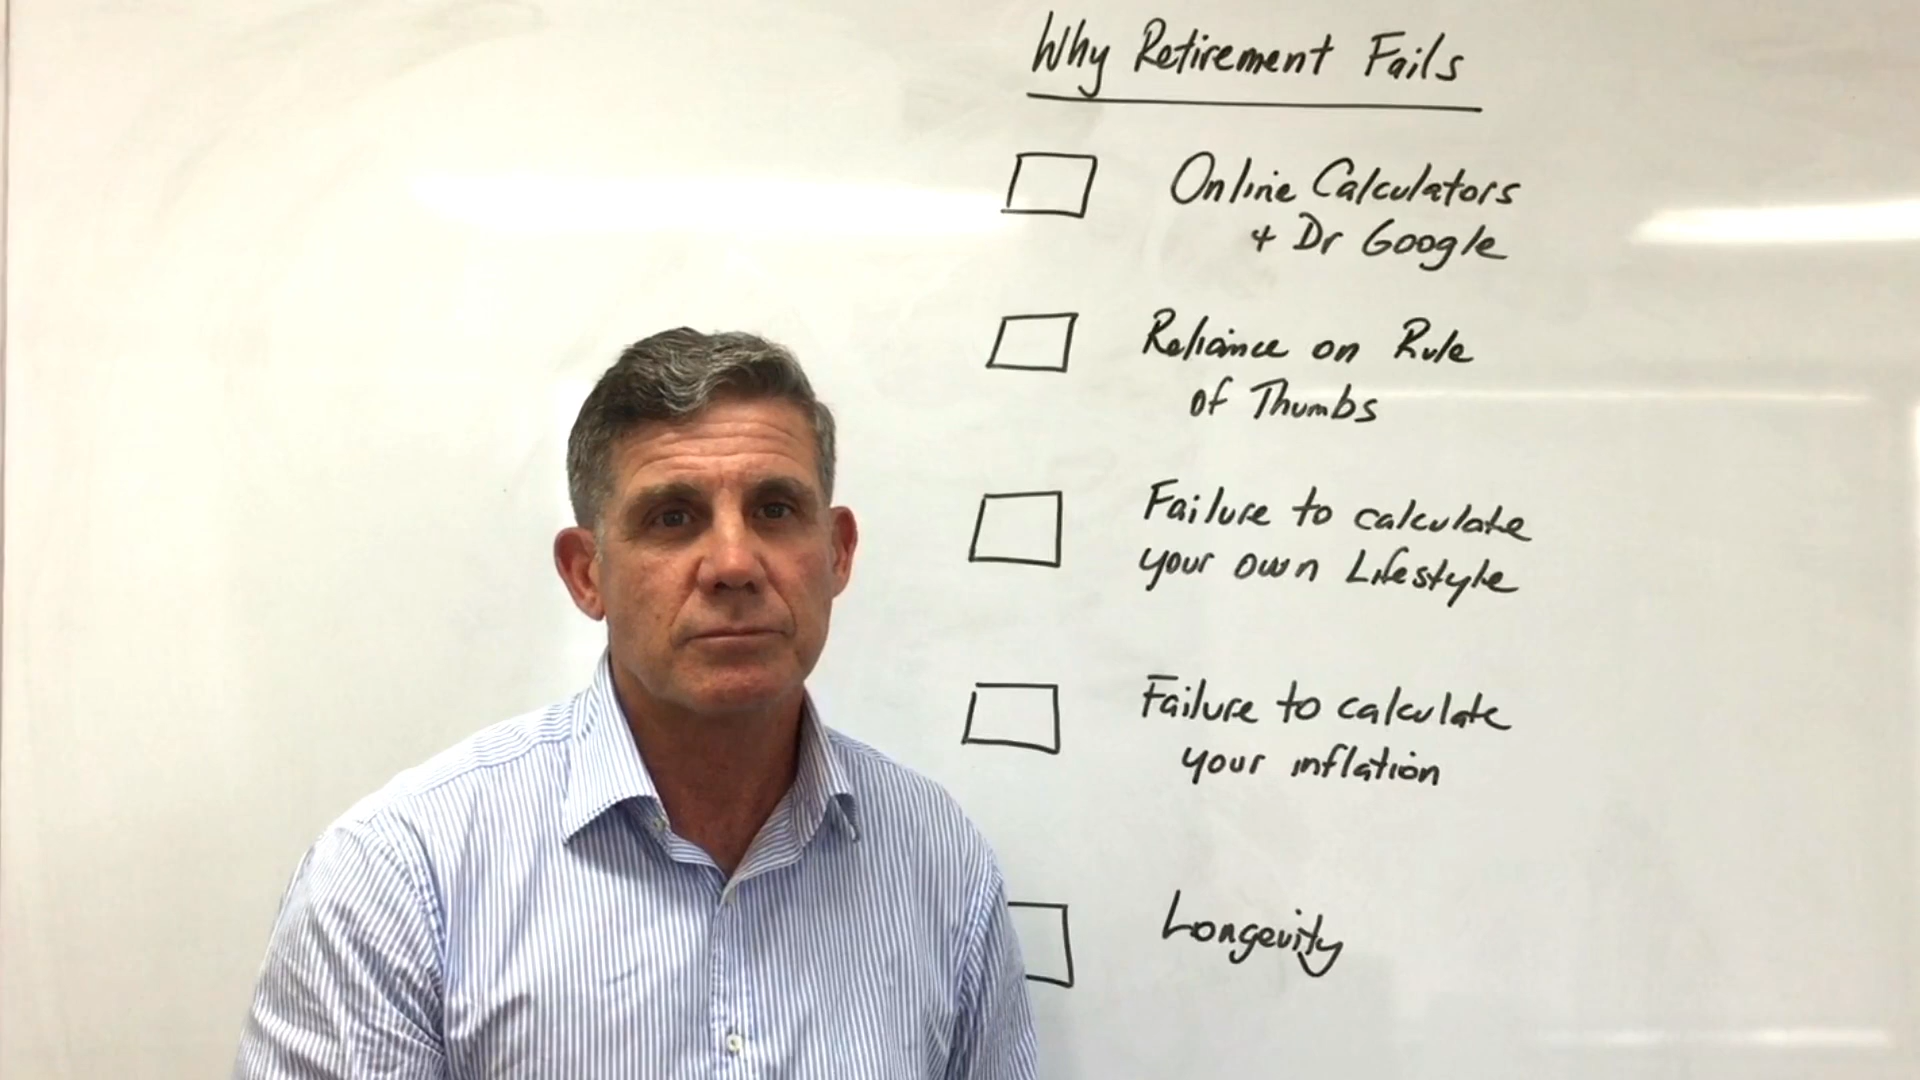 Why Retirement Fails
Online Calculators
+ Dr Google
Reliance on Rule
of Thumbs
Failure to calculate
your own Lifestyle
Failure to calculate
your inflation
Longevity